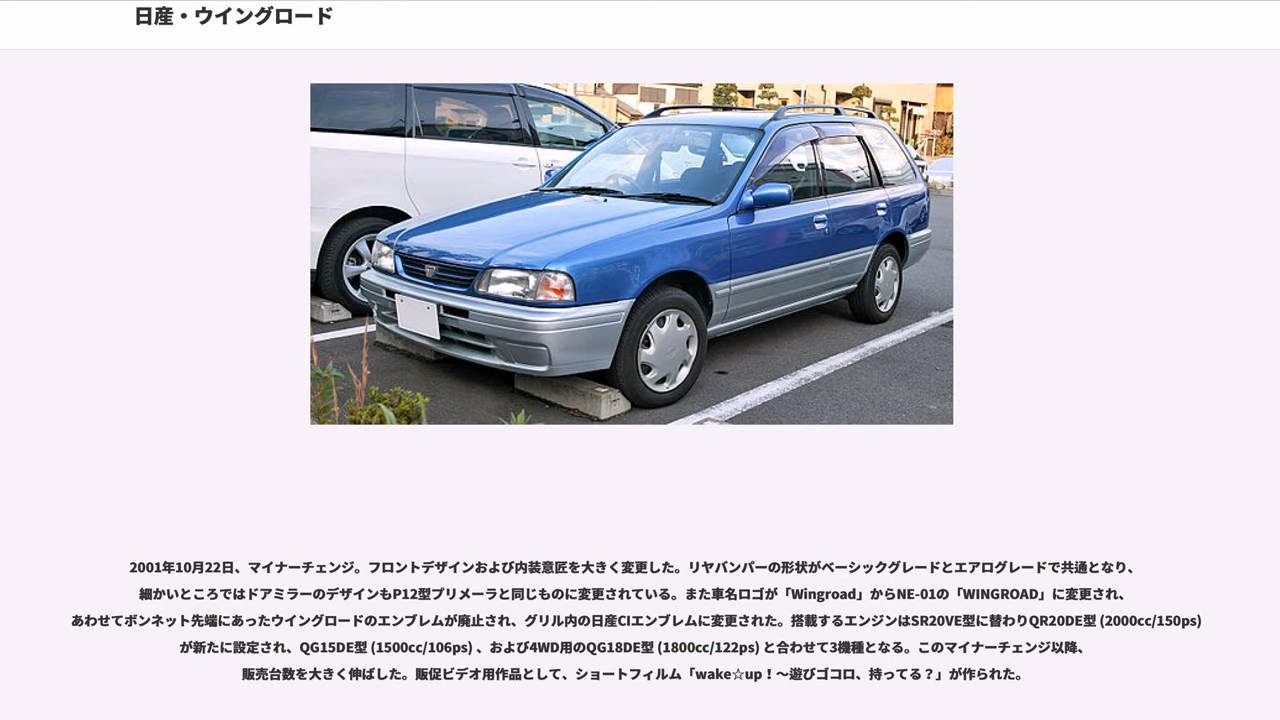 日産・ウイングロード
2001年10月22日、マイナーチェンジ。フロントデザインおよび内装意匠を大きく変更した。リヤバンパーの形状がベーシックグレードとエアログレードで共通となり、
細かいところではドアミラーのデザインもP12型プリメーラと同じものに変更されている。また車名ロゴが「Wingroad」からNE-01の「WINGROAD」に変更され、
あわせてボンネット先端にあったウイングロードのエンブレムが廃止され、グリル内の日産CIエンブレムに変更された。搭載するエンジンはSR20VE型に替わりQR20DE型 (2000cc/150ps)
が新たに設定され、QG15DE型 (1500cc/106ps) 、および4WD用のQG18DE型 (1800cc/122ps) と合わせて3機種となる。このマイナーチェンジ以降、
販売台数を大きく伸ばした。販促ビデオ用作品として、ショートフィルム「wake☆up！〜遊びゴコロ、持ってる？」が作られた。